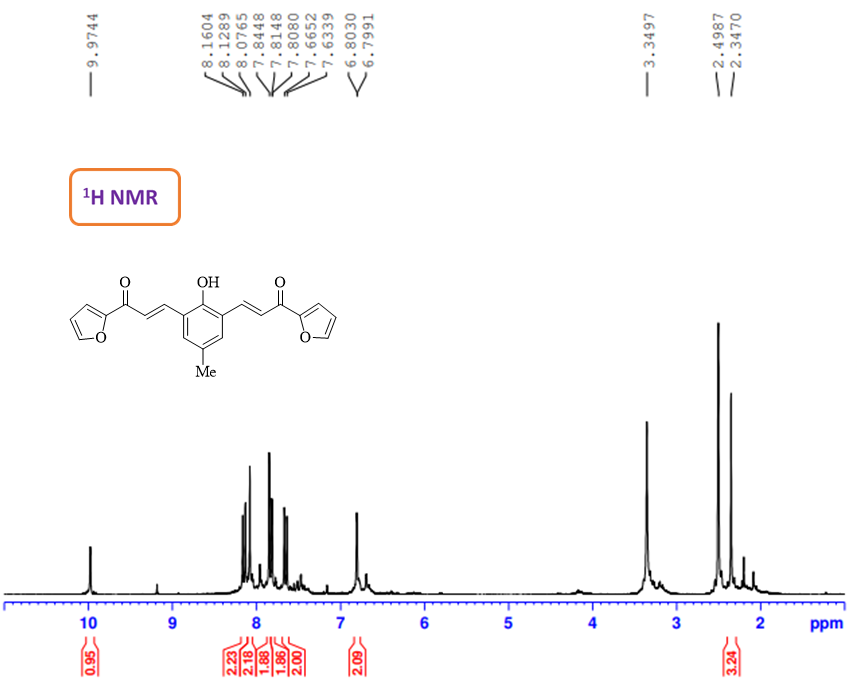 9.9744
8.1604
8.1289
8.0765
7.8448
7.8148
7.8080
7.6652
7.6339
6.8030
6.7991
3.3497
2.4987
2.3470
¹H NMR
O
OH
O
O
O
Me
10 9 8 7 6 5 4 3 2 ppm
0.95
2.23
2.18
1.88
1.86
2.00
2.09
3.24